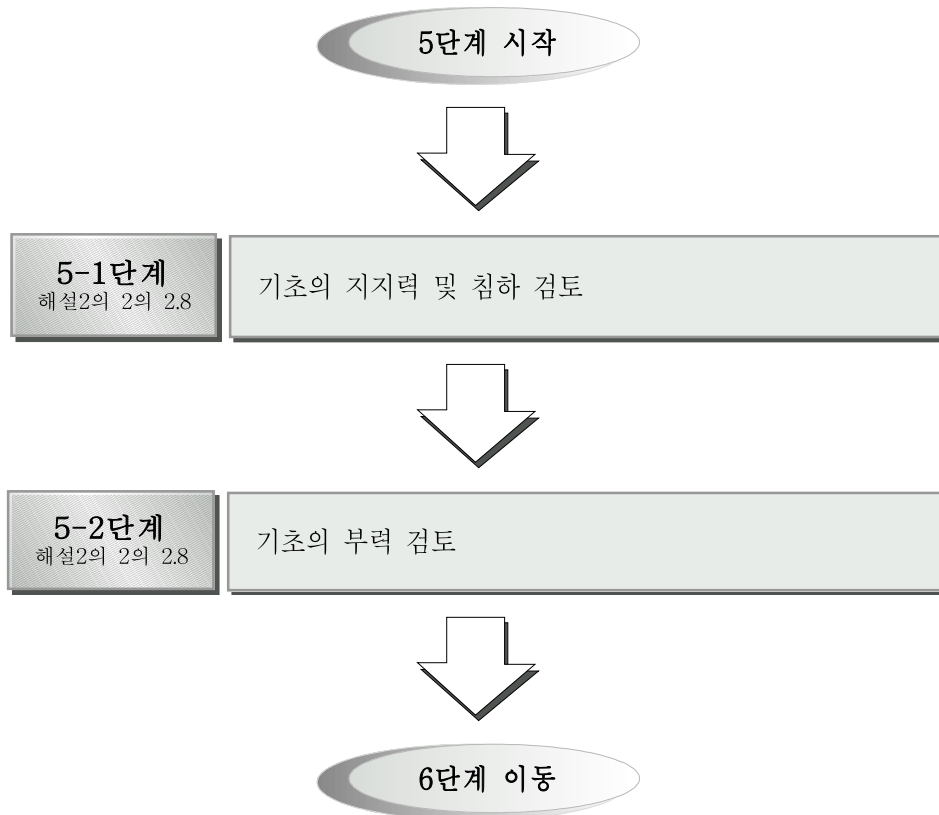 5단계 시작
5-1단계
해설2의 2의 2.8
기초의 지지력 및 침하 검토
5-2단계
해설2의 2의 2.8
기초의 부력 검토
6단계 이동